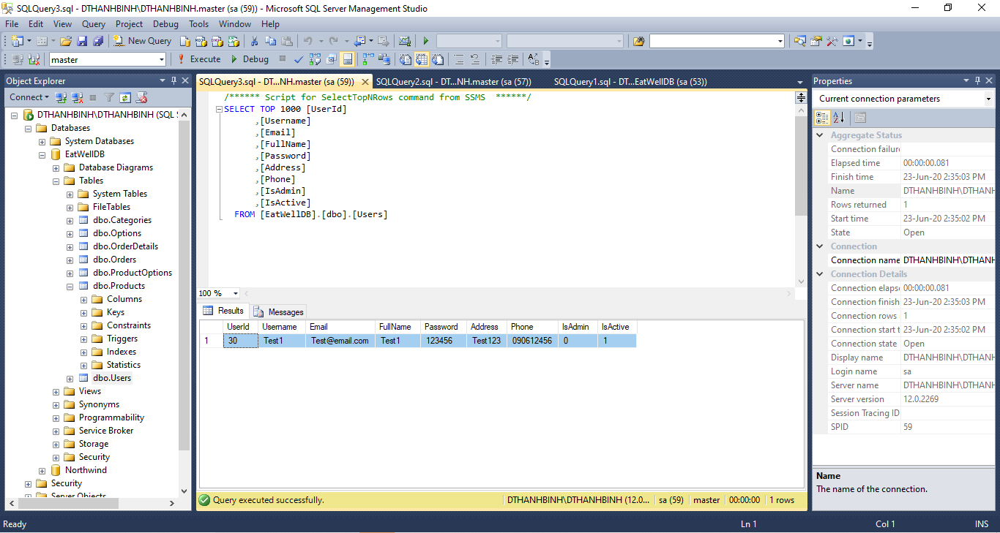 SQLQuery3.sql - DTHANHBINH\DTHANHBINH.master (sa (59)) - Microsoft SQL Server Management Studio
File Edit View Query Project Debug Tools Window Help
New Query
master Execute Debug
Object Explorer
Connect
DTHANHBINH\DTHANHBINH (SQL
Databases
System Databases
EatWellDB
Database Diagrams
Tables
System Tables
FileTables
dbo.Categories
dbo.Options
dbo.OrderDetails
dbo.Orders
dbo.ProductOptions
dbo.Products
Columns
Keys
Constraints
Triggers
Indexes
Statistics
dbo.Users
Views
Synonyms
Programmability
Service Broker
Storage
Security
Northwind
Security
Server Objects
SQLQuery3.sql - DT...NH.master (sa (59)) SQLQuery2.sql - DT...NH.master (sa (57)) SQLQuery1.sql - DT...EatWellDB (sa (53))
/****** Script for SelectTopNRows command from SSMS ******/
SELECT TOP 1000 [UserId]
,[Username]
,[Email]
,[FullName]
,[Password]
,[Address]
,[Phone]
,[IsAdmin]
,[IsActive]
FROM [EatWellDB].[dbo].[Users]
100 %
Results Messages
UserId Username Email FullName Password Address Phone IsAdmin IsActive
1 30 Test1 Test@email.com Test1 123456 Test123 090612456 0 1
Query executed successfully. DTHANHBINH\DTHANHBINH (12.0... sa (59) master 00:00:00 1 rows
Properties
Current connection parameters
Aggregate Status
Connection failur
Elapsed time 00:00:00.081
Finish time 23-Jun-20 2:35:03 PM
Name DTHANHBINH\DTHANH
Rows returned 1
Start time 23-Jun-20 2:35:02 PM
State Open
Connection
Connection name DTHANHBINH\DTHANH
Connection Details
Connection elaps 00:00:00.081
Connection finish 23-Jun-20 2:35:03 PM
Connection rows 1
Connection start t 23-Jun-20 2:35:02 PM
Connection state Open
Display name DTHANHBINH\DTHANH
Login name sa
Server name DTHANHBINH\DTHANH
Server version 12.0.2269
Session Tracing ID
SPID 59
Name
The name of the connection.
Ready Ln 1 Col 1 INS